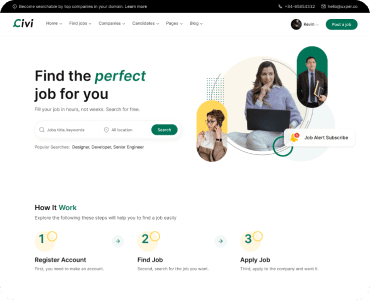 Become searchable by top companies in your domain. Learn more
+44-95652342
hello@uxper.co
Civi
Home
Find jobs
Companies
Candidates
Pages
Blog
Kevin
Post a job
Find the perfect
job for you
Fill your job in hours, not weeks. Search for free.
Jobs title, keywords
All location
Search
Popular Searches: Designer, Developer, Senior Engineer
Job Alert Subscribe
How It Work
Explore the following these steps will help you to find a job easily
1
2
3
Register Account
Find Job
Apply Job
First, you need to make an account.
Second, search for the job you want.
Third, apply to the company and work it.